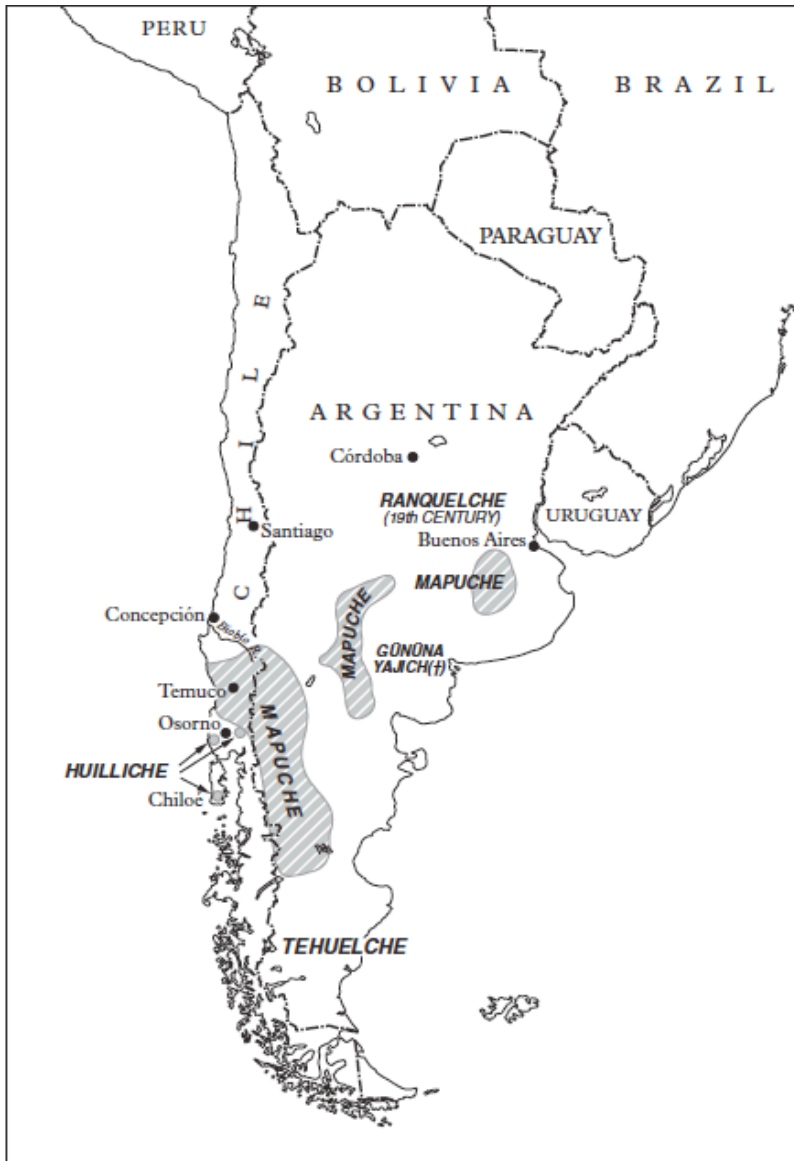 PERU
BOLIVIA
BRAZIL
PARAGUAY
CHILE
ARGENTINA
Córdoba
RANQUELCHE
(19th CENTURY)
URUGUAY
Santiago
Buenos Aires
MAPUCHE
MAPUCHE
Concepción
Biobío R.
GÜNÜNA
YAJICH(†)
Temuco
MAPUCHE
Osorno
HUILLICHE
Chiloé
TEHUELCHE